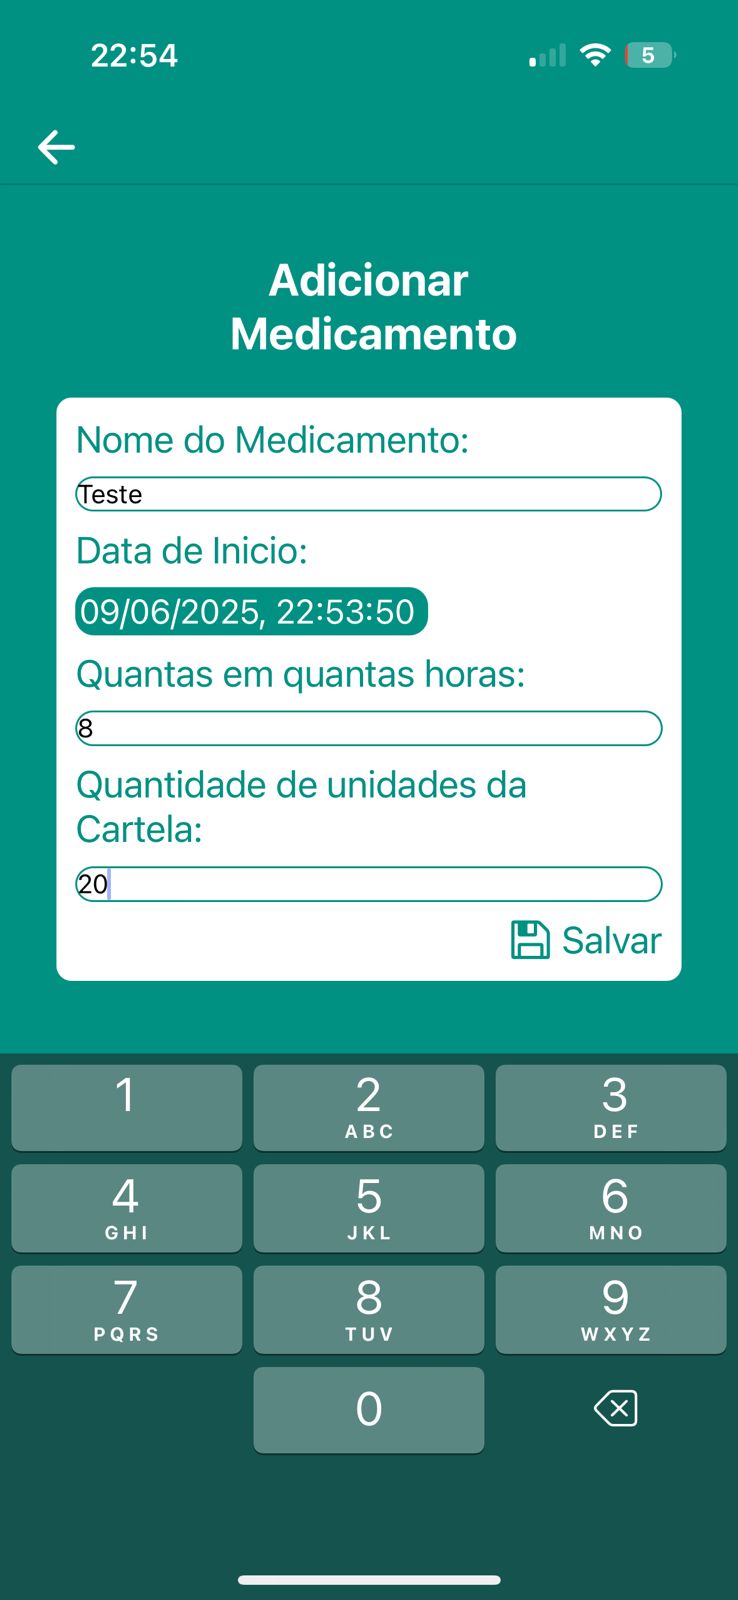 22:54
5
Adicionar
Medicamento
Nome do Medicamento:
Teste
Data de Inicio:
09/06/2025, 22:53:50
Quantas em quantas horas:
8
Quantidade de unidades da
Cartela:
20
Salvar
1
2
ABC
3
DEF
4
GHI
5
JKL
6
MNO
7
PQRS
8
TUV
9
WXYZ
0